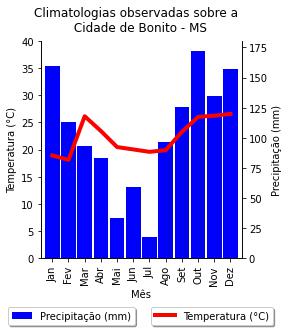 Climatologias observadas sobre a
Cidade de Bonito - MS
40
35
30
25
20
15
10
5
0
Temperatura (°C)
175
150
125
100
75
50
25
0
Precipitação (mm)
Jan Fev Mar Abr Mai Jun Jul Ago Set Out Nov Dez
Mês
Precipitação (mm) Temperatura (°C)